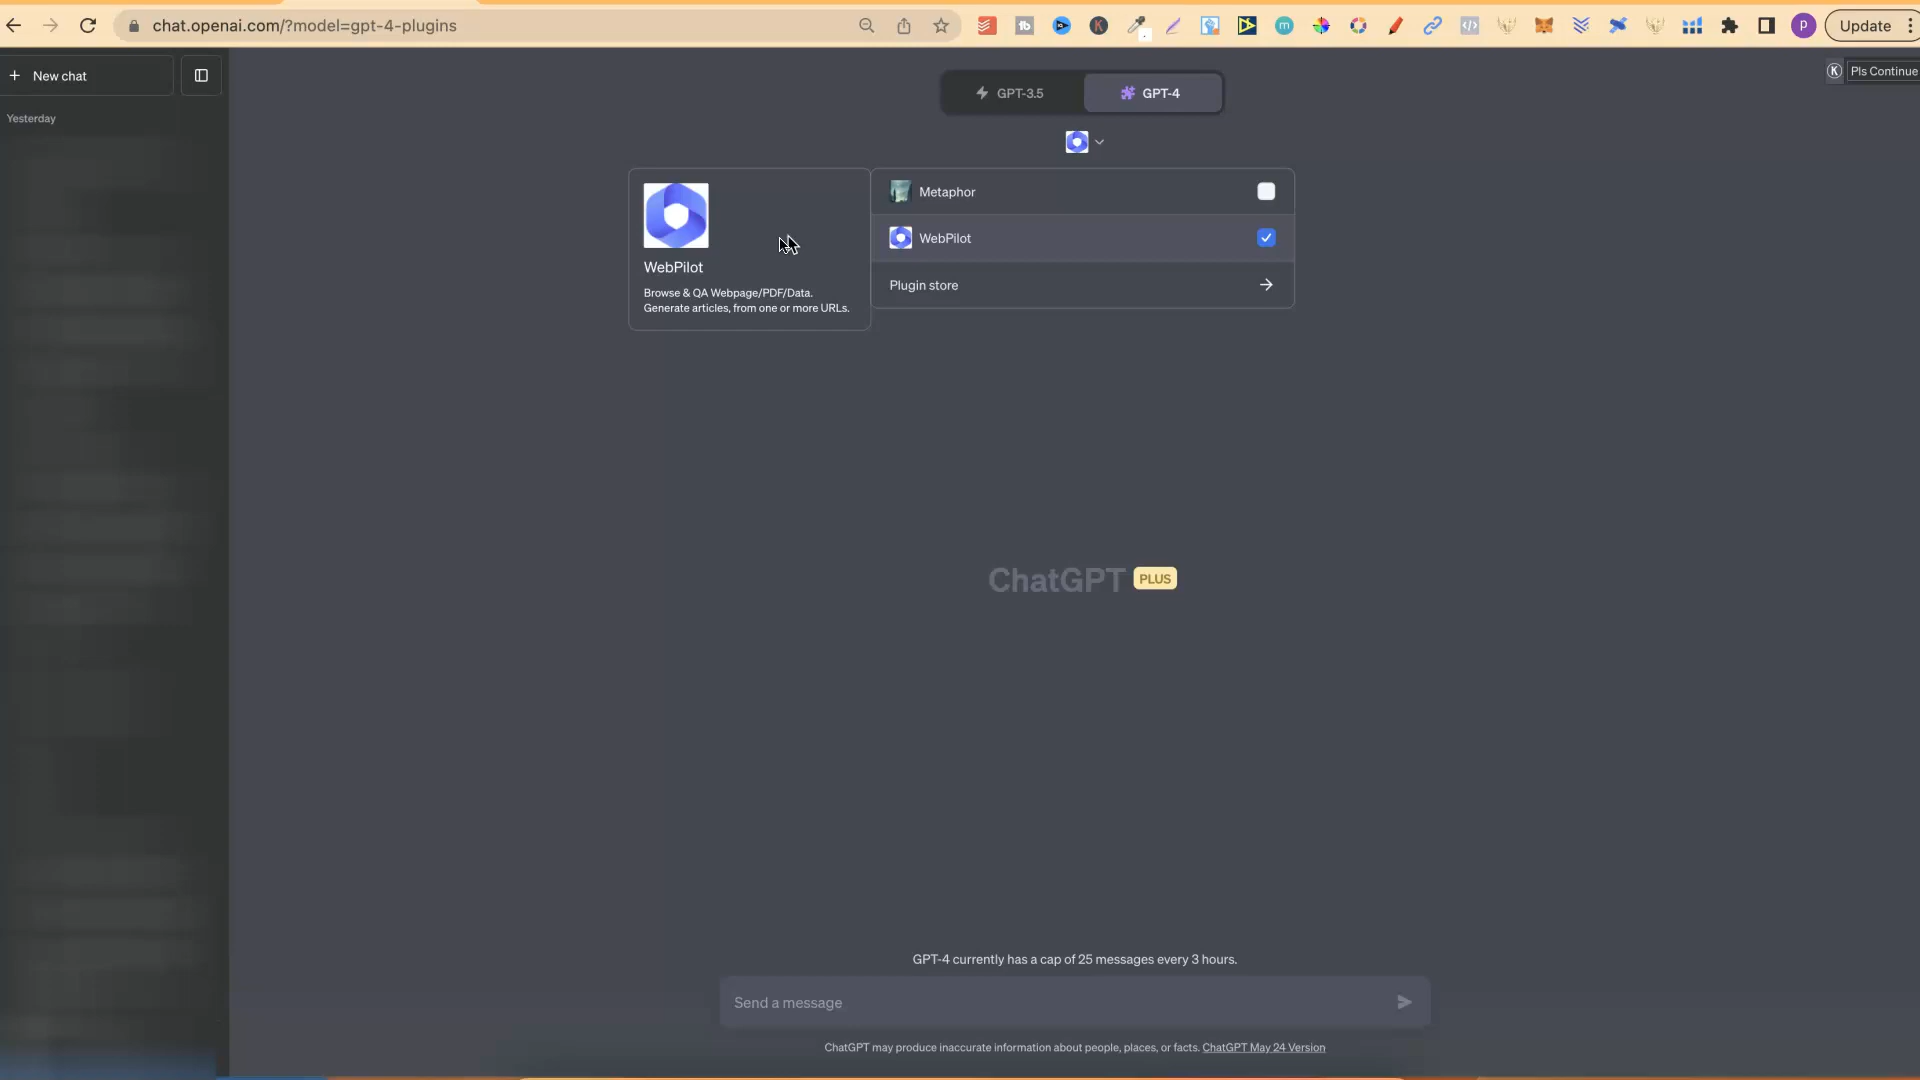 chat.openai.com/?model=gpt-4-plugins
Update
New chat
Yesterday
GPT-3.5
GPT-4
K
Pls Continue
WebPilot
Browse & QA Webpage/PDF/Data.
Generate articles, from one or more URLs.
Metaphor
WebPilot
Plugin store
ChatGPT PLUS
GPT-4 currently has a cap of 25 messages every 3 hours.
Send a message
ChatGPT may produce inaccurate information about people, places, or facts. ChatGPT May 24 Version